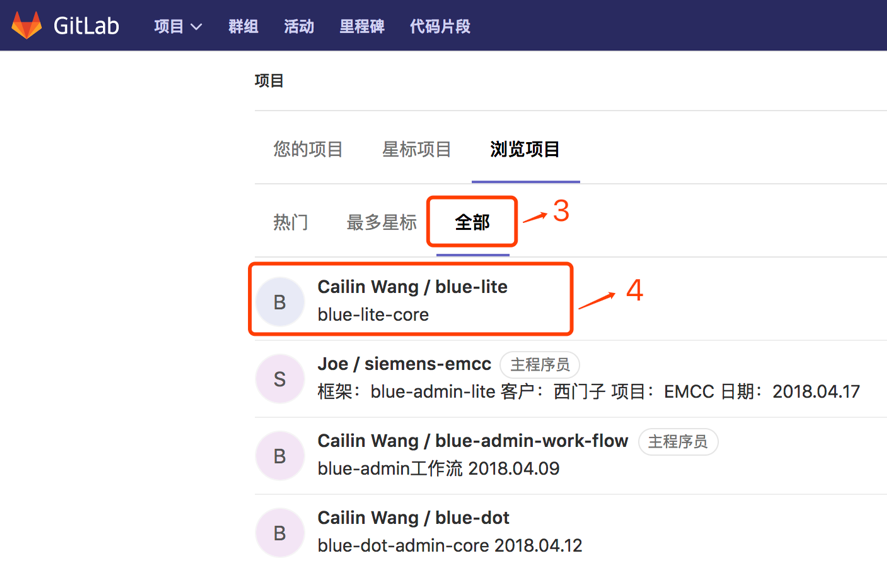 GitLab 项目 群组 活动 里程碑 代码片段
项目
您的项目 星标项目 浏览项目
热门 最多星标 全部 3
B Cailin Wang / blue-lite 4
blue-lite-core
S Joe / siemens-emcc 主程序员
框架：blue-admin-lite 客户：西门子 项目：EMCC 日期：2018.04.17
B Cailin Wang / blue-admin-work-flow 主程序员
blue-admin工作流 2018.04.09
B Cailin Wang / blue-dot
blue-dot-admin-core 2018.04.12